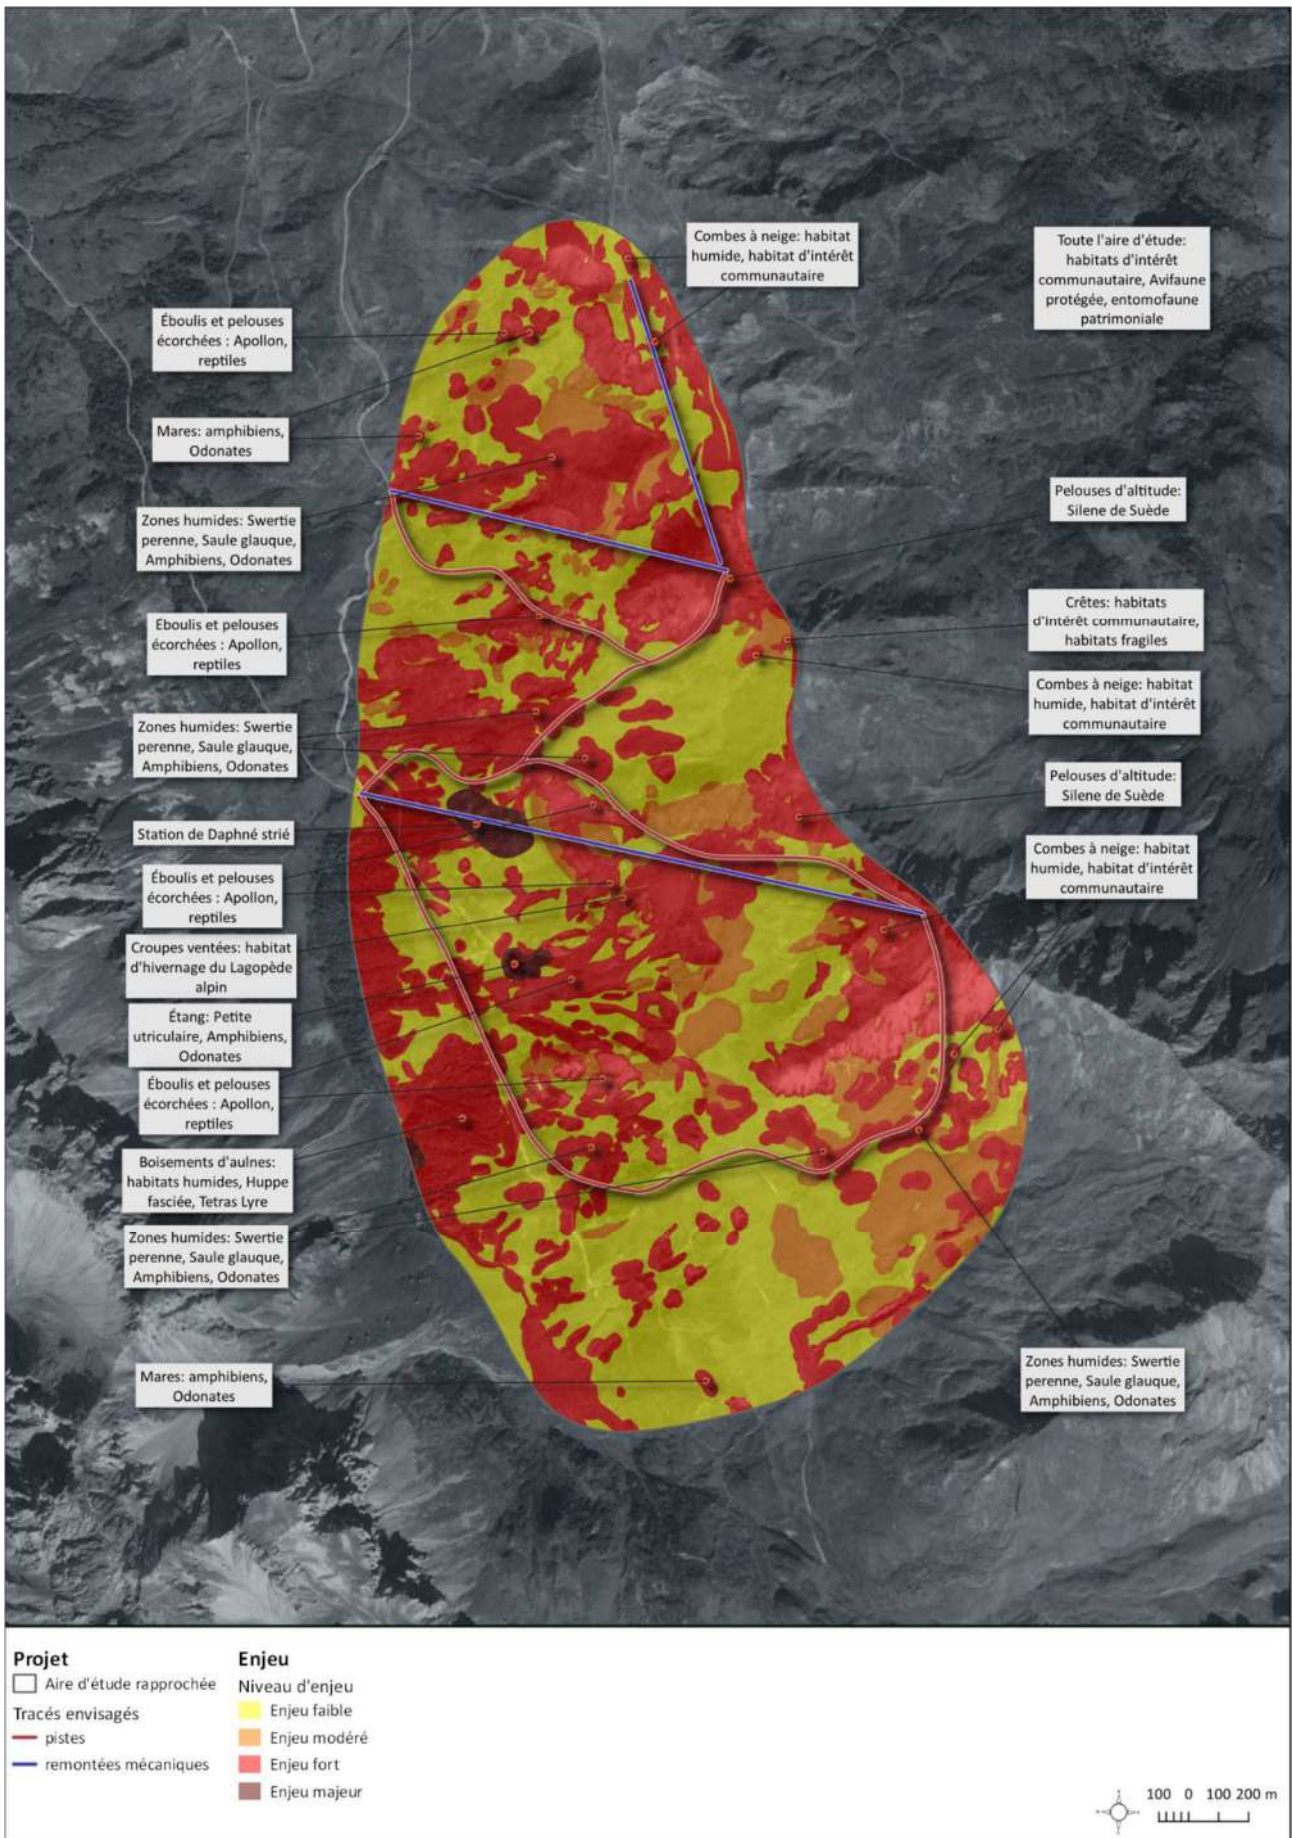 Combes à neige: habitat
humide, habitat d'intérêt
communautaire
Toute l'aire d'étude:
habitats d'intérêt
communautaire, Avifaune
protégée, entomofaune
patrimoniale
Éboulis et pelouses
écorchées : Apollon,
reptiles
Mares: amphibiens,
Odonates
Zones humides: Swertie
perenne, Saule glauque,
Amphibiens, Odonates
Éboulis et pelouses
écorchées : Apollon,
reptiles
Zones humides: Swertie
perenne, Saule glauque,
Amphibiens, Odonates
Station de Daphné strié
Éboulis et pelouses
écorchées : Apollon,
reptiles
Croupes ventées: habitat
d'hivernage du Lagopède
alpin
Étang: Petite
utriculaire, Amphibiens,
Odonates
Éboulis et pelouses
écorchées : Apollon,
reptiles
Boisements d'aulnes:
habitats humides, Huppe
fasciée, Tetras Lyre
Zones humides: Swertie
perenne, Saule glauque,
Amphibiens, Odonates
Mares: amphibiens,
Odonates
Pelouses d'altitude:
Silene de Suède
Crêtes: habitats
d'intérêt communautaire,
habitats fragiles
Combes à neige: habitat
humide, habitat d'intérêt
communautaire
Pelouses d'altitude:
Silene de Suède
Combes à neige: habitat
humide, habitat d'intérêt
communautaire
Zones humides: Swertie
perenne, Saule glauque,
Amphibiens, Odonates
Projet
Aire d'étude rapprochée
Tracés envisagés
pistes
remontées mécaniques
Enjeu
Niveau d'enjeu
Enjeu faible
Enjeu modéré
Enjeu fort
Enjeu majeur
100 0 100 200 m